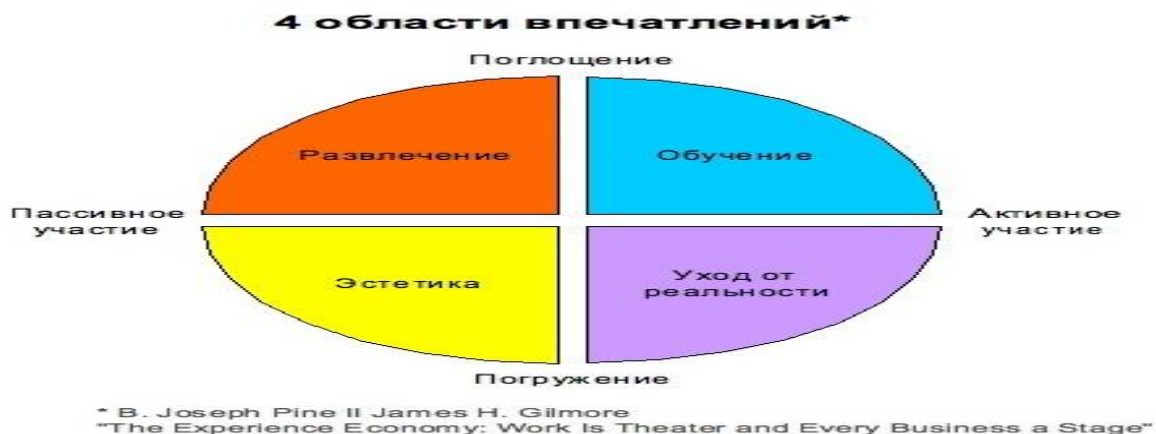 4 области впечатлений*
Поглощение
Развлечение
Обучение
Пассивное
участие
Активное
участие
Эстетика
Уход от
реальности
Погружение
* B. Joseph Pine II James H. Gilmore
"The Experience Economy: Work Is Theater and Every Business a Stage"